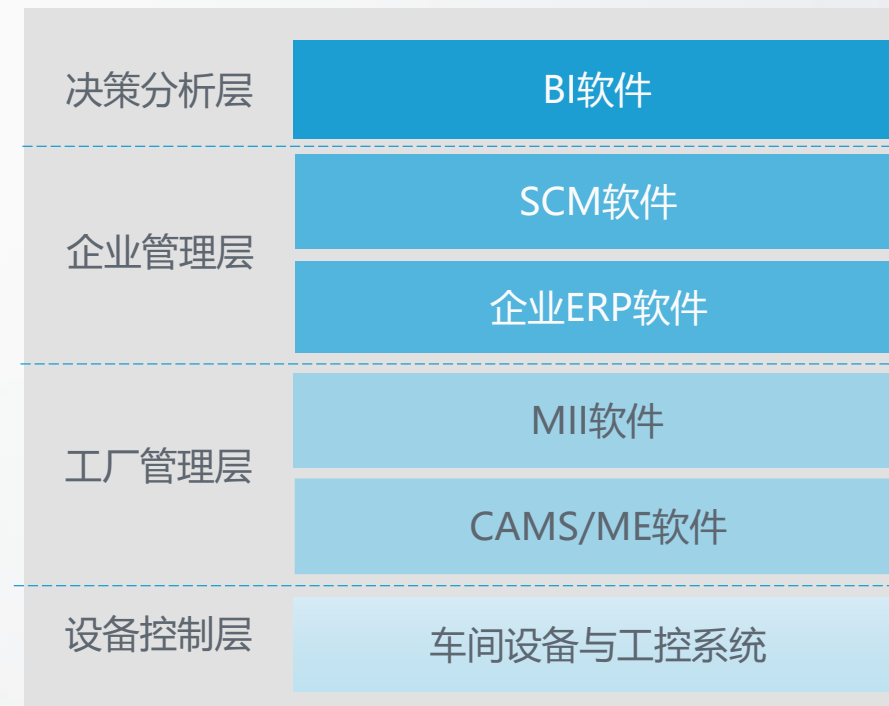 决策分析层
BI软件
企业管理层
SCM软件
企业ERP软件
工厂管理层
MII软件
CAMS/ME软件
设备控制层
车间设备与工控系统